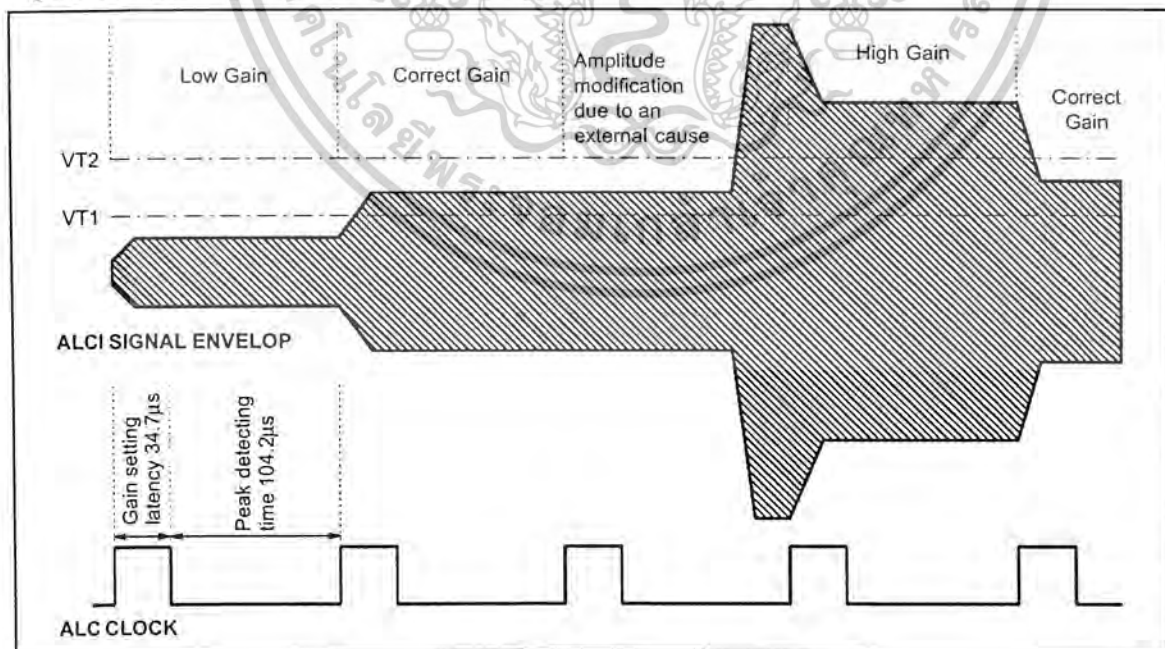 Low Gain
Correct Gain
Amplitude
modification
due to an
external cause
High Gain
Correct
Gain
VT2
VT1
ALCI SIGNAL ENVELOP
Gain setting
latency 34.7µs
Peak detecting
time 104.2µs
ALC CLOCK